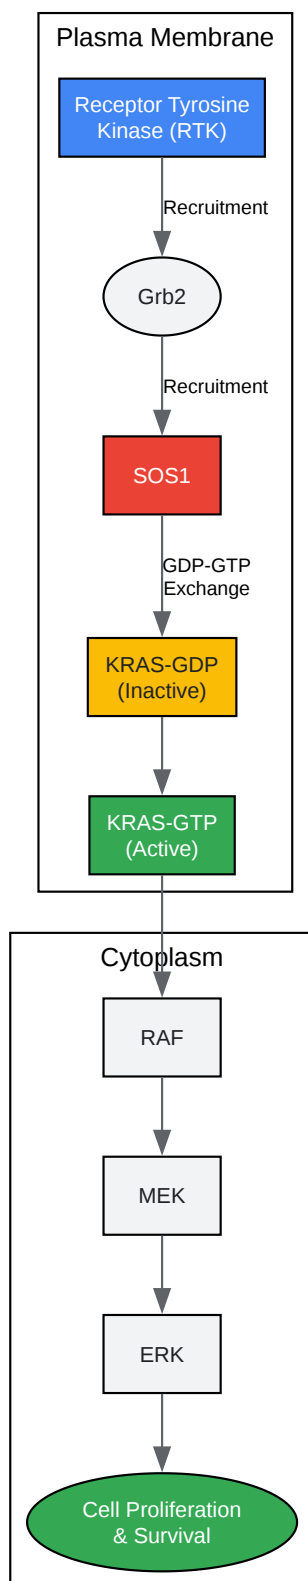 Plasma Membrane
Receptor Tyrosine
Kinase (RTK)
Recruitment
Grb2
Recruitment
SOS1
GDP-GTP
Exchange
KRAS-GDP
(Inactive)
KRAS-GTP
(Active)
Cytoplasm
RAF
MEK
ERK
Cell Proliferation
& Survival